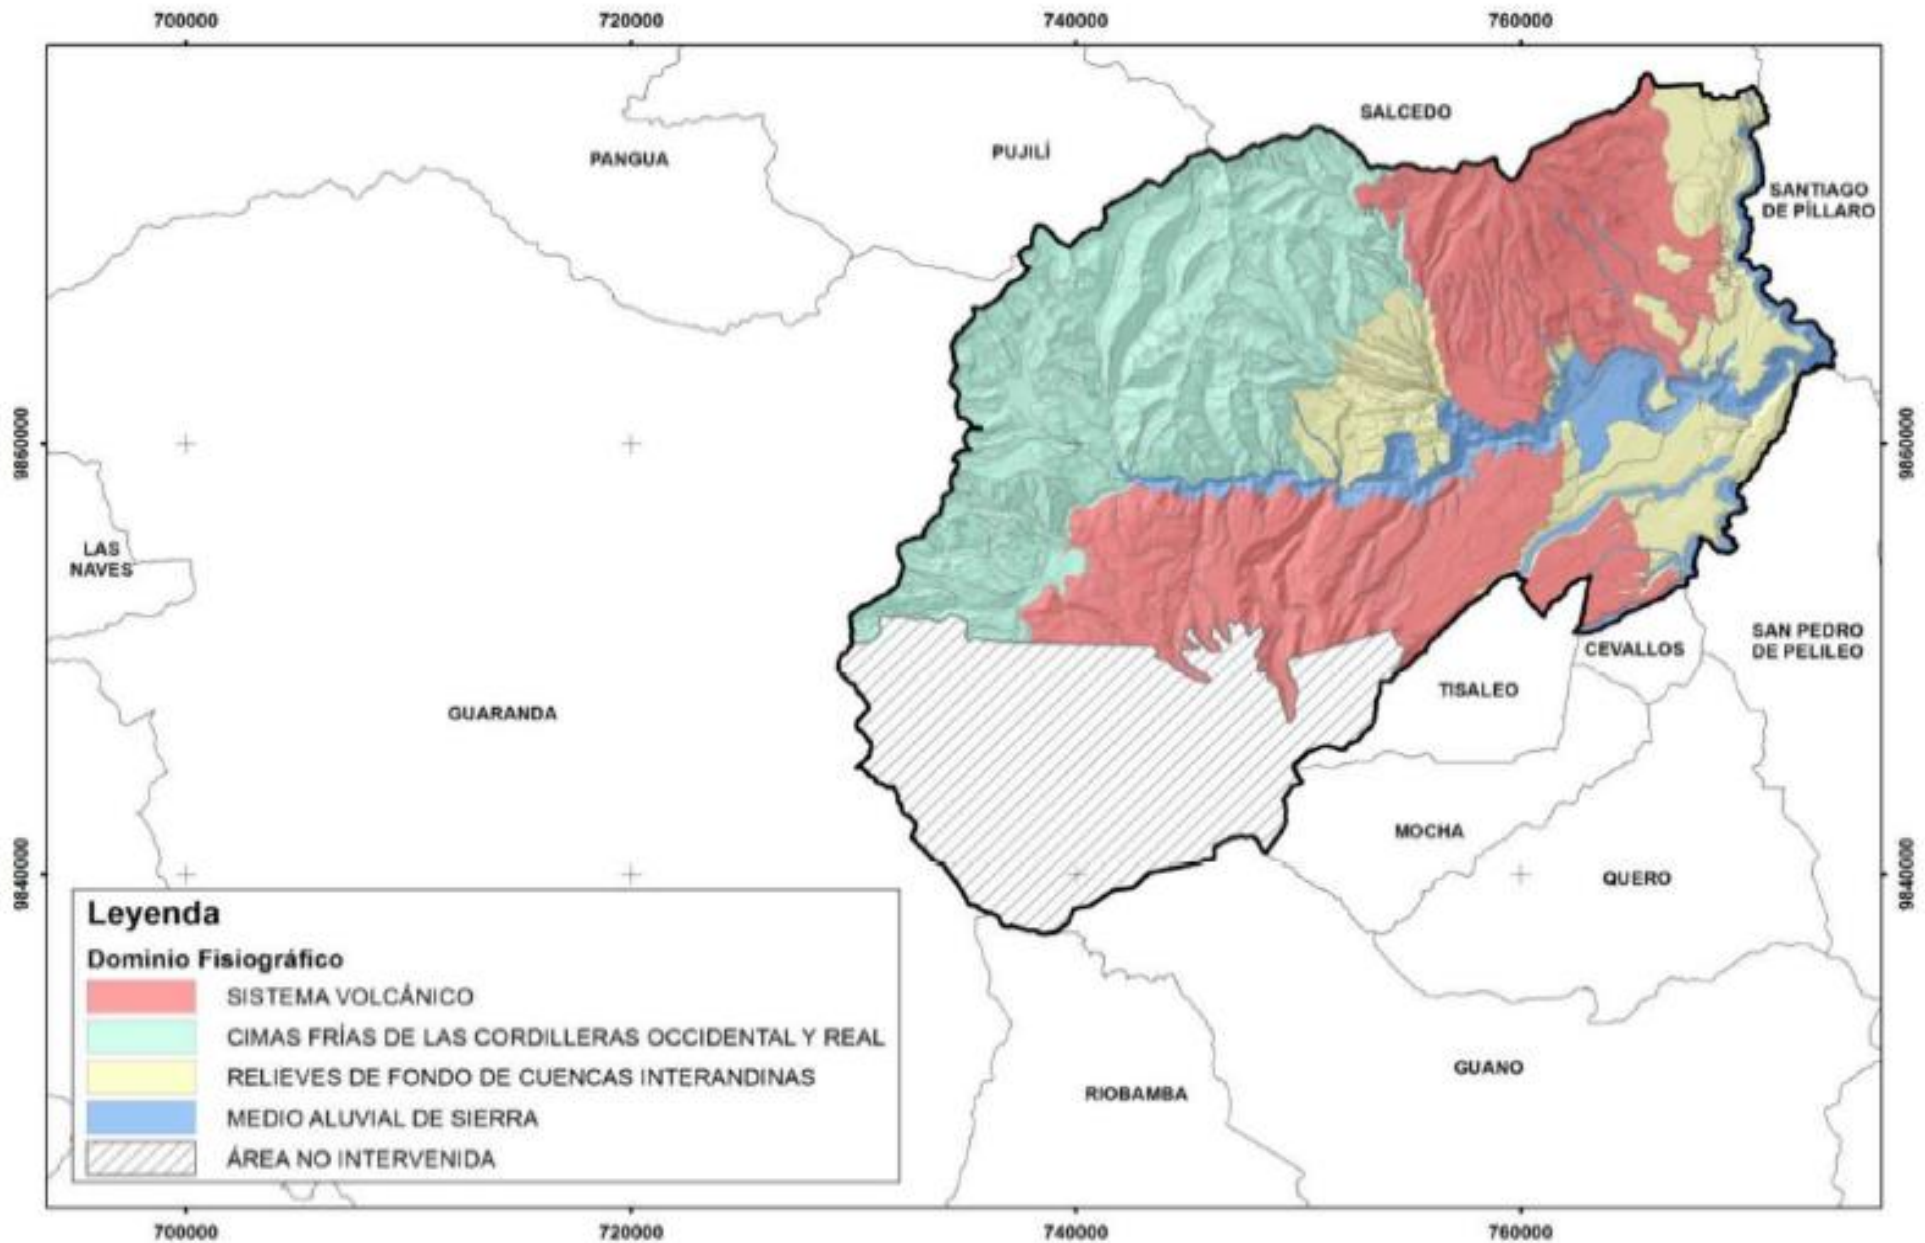 700000
720000
740000
760000
SALCEDO
PUJILÍ
PANGUA
SANTIAGO
DE PÍLLARO
9860000
9860000
LAS
NAVES
SAN PEDRO
DE PELILEO
CEVALLOS
TISALEO
GUARANDA
MOCHA
9840000
9840000
QUERO
GUANO
RIOBAMBA
Leyenda
Dominio Fisiográfico
SISTEMA VOLCÁNICO
CIMAS FRÍAS DE LAS CORDILLERAS OCCIDENTAL Y REAL
RELIEVES DE FONDO DE CUENCAS INTERANDINAS
MEDIO ALUVIAL DE SIERRA
ÁREA NO INTERVENIDA
700000
720000
740000
760000